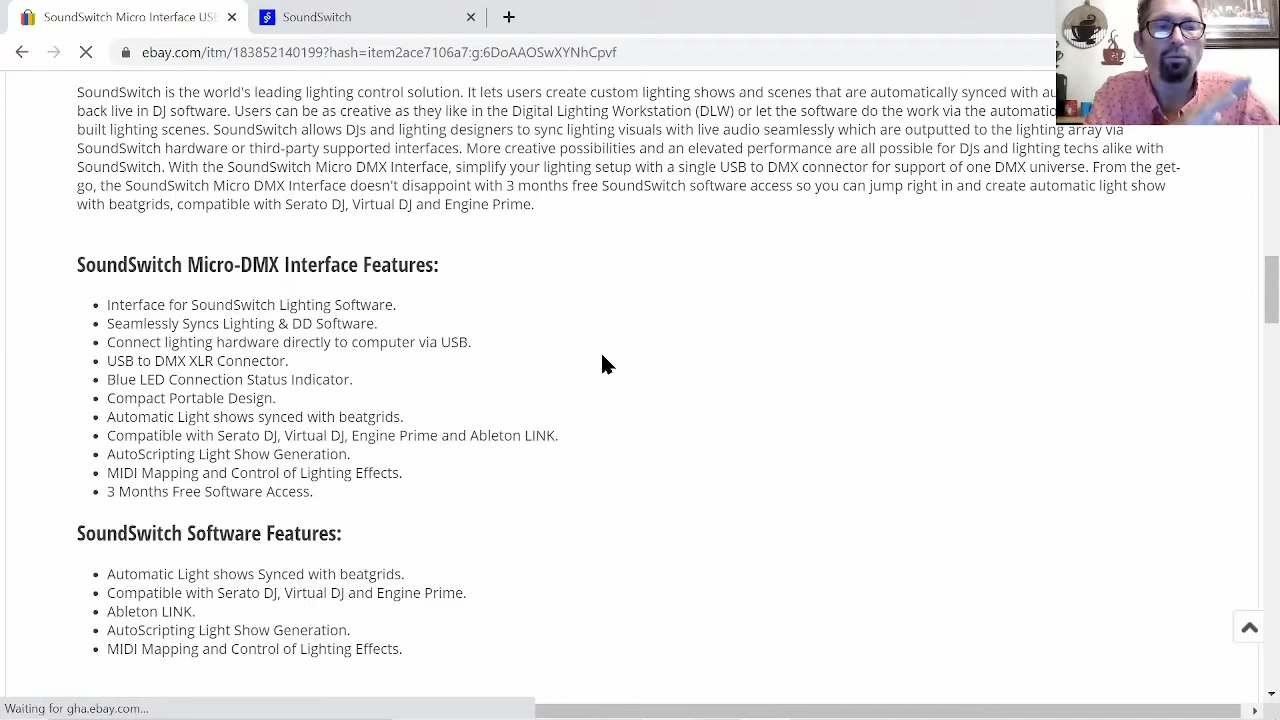 SoundSwitch Micro Interface USB
SoundSwitch
ebay.com/itm/183852140199?hash=
SoundSwitch is the world's leading lighting control solution. It lets users create custom lighting shows and scenes that are automatically synced with
back live in DJ software. Users can be as creative as they like in the Digital Lighting Workstation (DLW) or let the software do the work via the
built lighting scenes. SoundSwitch allows DJs and lighting designers to sync lighting visuals with live audio seamlessly which are outputted to the lighting array via
SoundSwitch hardware or third-party supported interfaces. More creative possibilities and an elevated performance are all possible for DJs and lighting techs alike with
SoundSwitch. With the SoundSwitch Micro DMX Interface, simplify your lighting setup with a single USB to DMX connector for support of one DMX universe. From the get-
go, the SoundSwitch Micro DMX Interface doesn't disappoint with 3 months free SoundSwitch software access so you can jump right in and create automatic light show
with beatgrids, compatible with Serato DJ, Virtual DJ and Engine Prime.
SoundSwitch Micro-DMX Interface Features:
Interface for SoundSwitch Lighting Software.
Seamlessly Syncs Lighting & DD Software.
Connect lighting hardware directly to computer via USB.
USB to DMX XLR Connector.
Blue LED Connection Status Indicator.
Compact Portable Design.
Automatic Light shows synced with beatgrids.
Compatible with Serato DJ, Virtual DJ, Engine Prime and Ableton LINK.
AutoScripting Light Show Generation.
MIDI Mapping and Control of Lighting Effects.
3 Months Free Software Access.
SoundSwitch Software Features:
Automatic Light shows Synced with beatgrids.
Compatible with Serato DJ, Virtual DJ and Engine Prime.
Ableton LINK.
AutoScripting Light Show Generation.
MIDI Mapping and Control of Lighting Effects.
Waiting for gha.ebay.com...